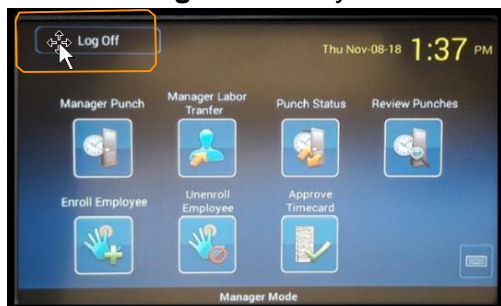 Log Off
Thu Nov-08-18 1:37 PM
Manager Punch
Manager Labor
Tranfer
Punch Status
Review Punches
Enroll Employee
Unenroll
Employee
Approve
Timecard
Manager Mode